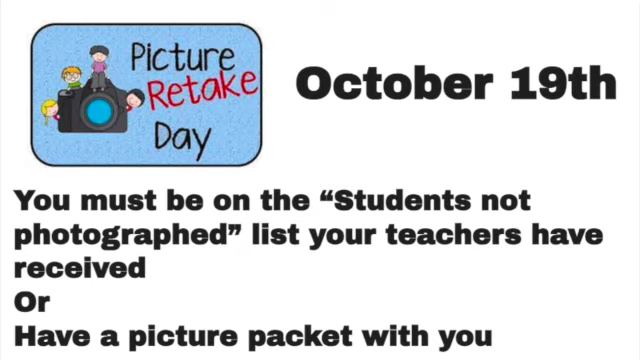 Picture
Retake
Day
October 19th
You must be on the “Students not
photographed” list your teachers have
received
Or
Have a picture packet with you